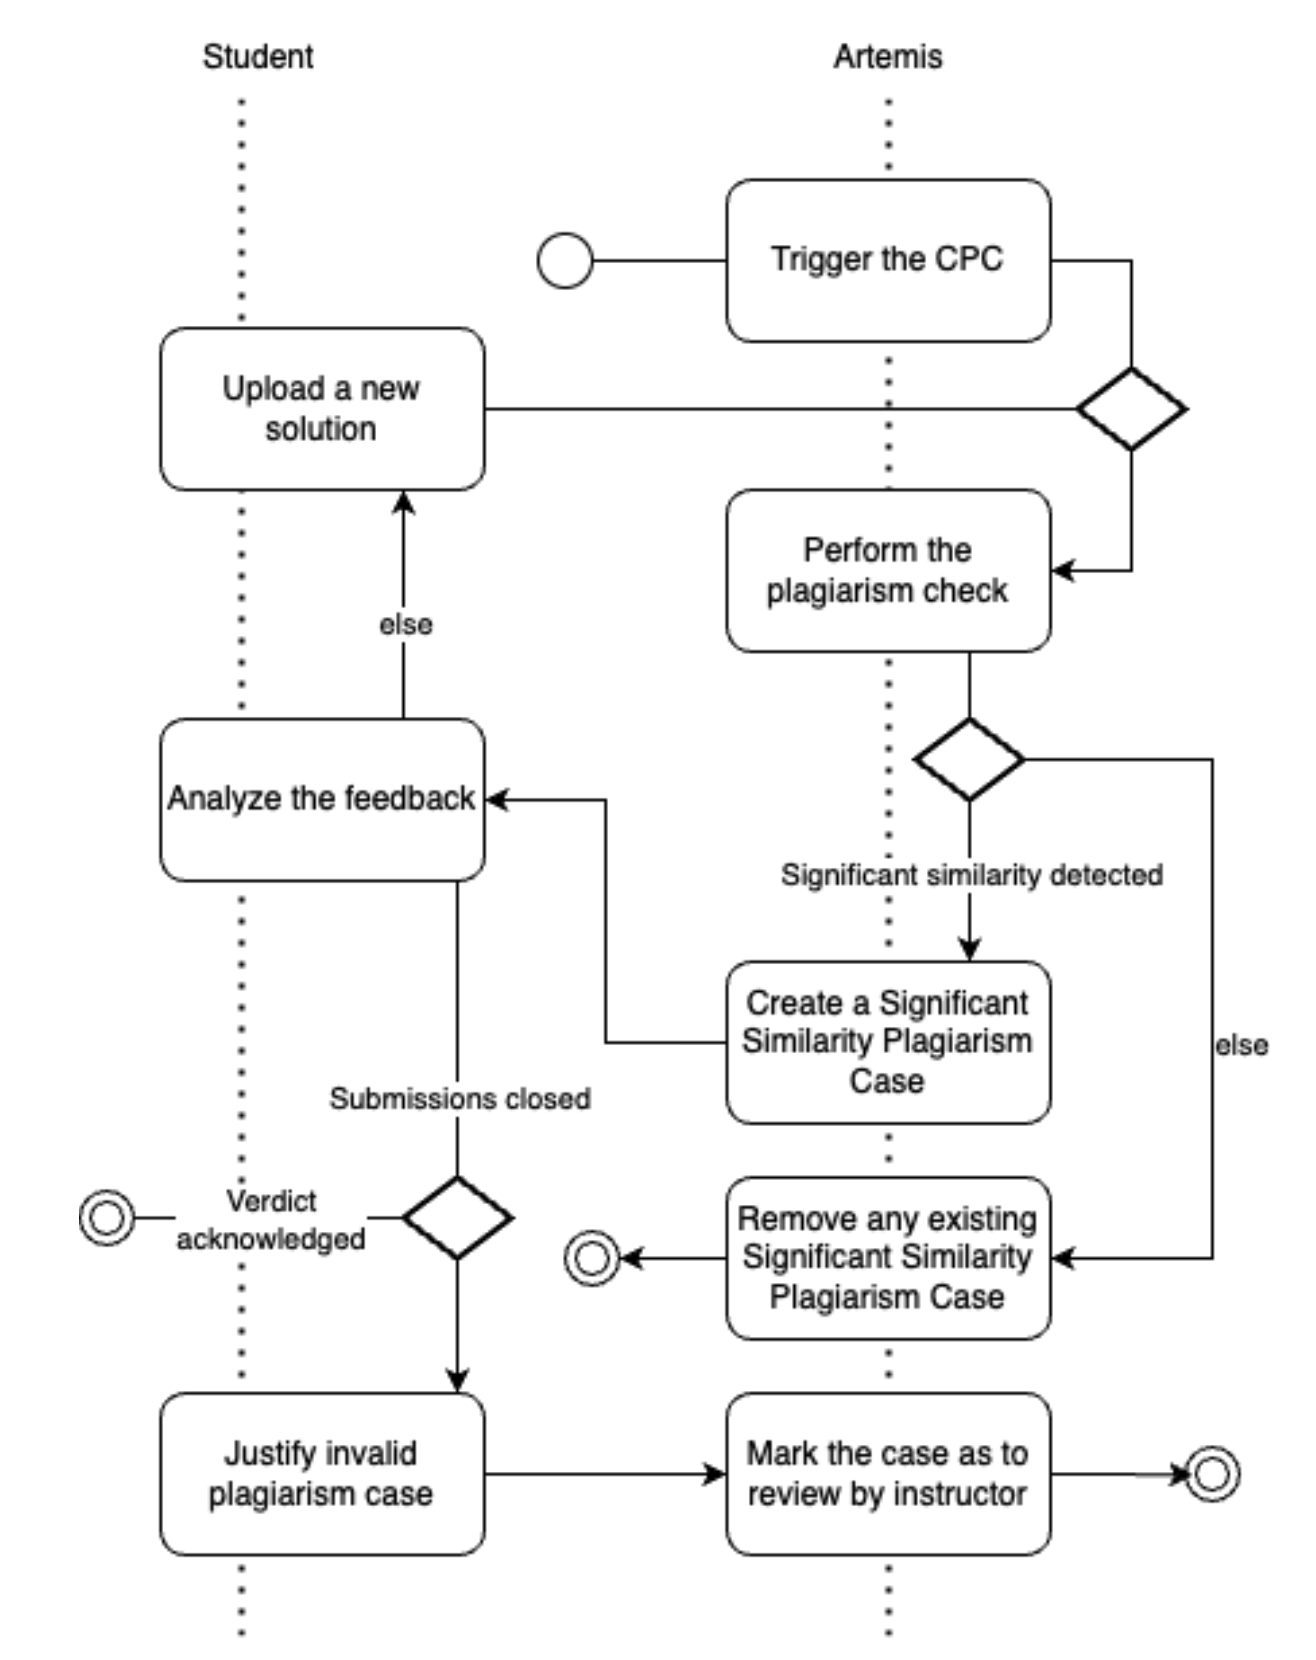 Student
Artemis
Trigger the CPC
Upload a new
solution
Perform the
plagiarism check
else
Analyze the feedback
Significant similarity detected
Create a Significant
Similarity Plagiarism
Case
else
Submissions closed
Verdict
acknowledged
Remove any existing
Significant Similarity
Plagiarism Case
Justify invalid
plagiarism case
Mark the case as to
review by instructor